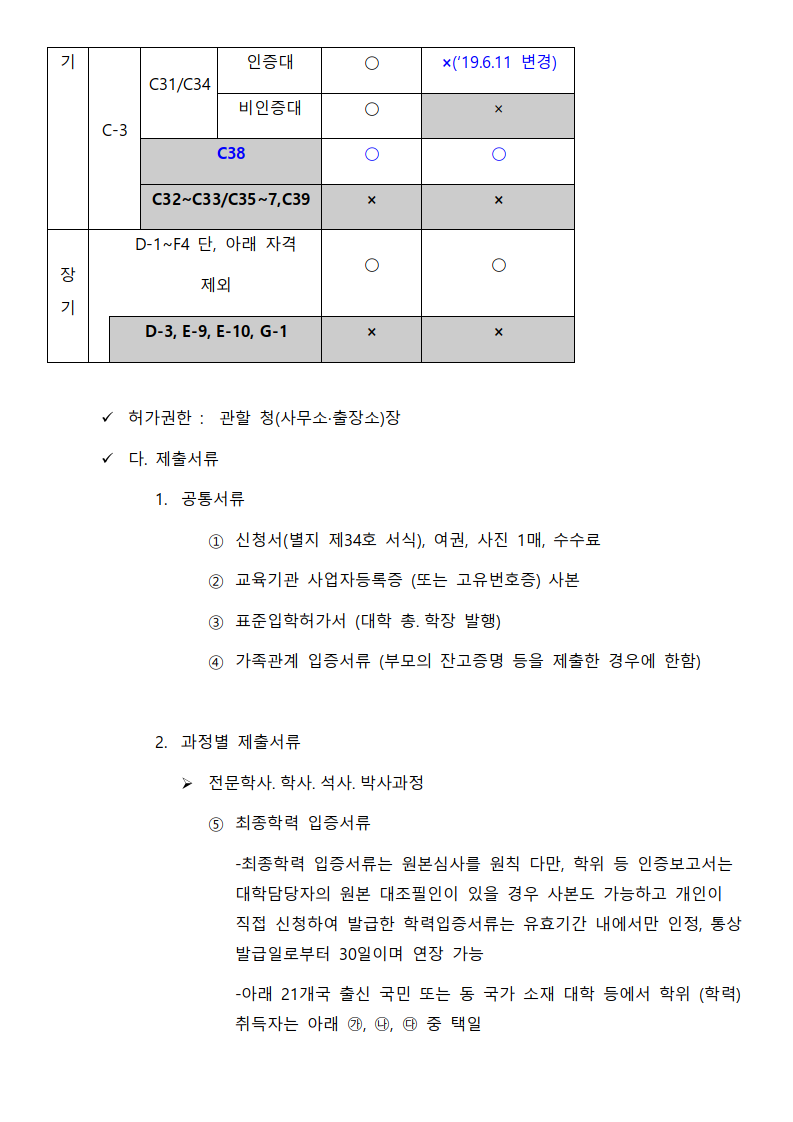 기 C-3 C31/C34 인증대 ○ ×(‘19.6.11 변경)
비인증대 ○ ×
C38 ○ ○
C32~C33/C35~7,C39 × ×
장기 D-1~F4 단, 아래 자격
제외 ○ ○
D-3, E-9, E-10, G-1 × ×
✓ 허가권한 : 관할 청(사무소·출장소)장
✓ 다. 제출서류
1. 공통서류
① 신청서(별지 제34호 서식), 여권, 사진 1매, 수수료
② 교육기관 사업자등록증 (또는 고유번호증) 사본
③ 표준입학허가서 (대학 총. 학장 발행)
④ 가족관계 입증서류 (부모의 잔고증명 등을 제출한 경우에 한함)
2. 과정별 제출서류
➢ 전문학사. 학사. 석사. 박사과정
⑤ 최종학력 입증서류
-최종학력 입증서류는 원본심사를 원칙 다만, 학위 등 인증보고서는
대학담당자의 원본 대조필인이 있을 경우 사본도 가능하고 개인이
직접 신청하여 발급한 학력입증서류는 유효기간 내에서만 인정, 통상
발급일로부터 30일이며 연장 가능
-아래 21개국 출신 국민 또는 동 국가 소재 대학 등에서 학위 (학력)
취득자는 아래 ㉮, ㉯, ㉰ 중 택일